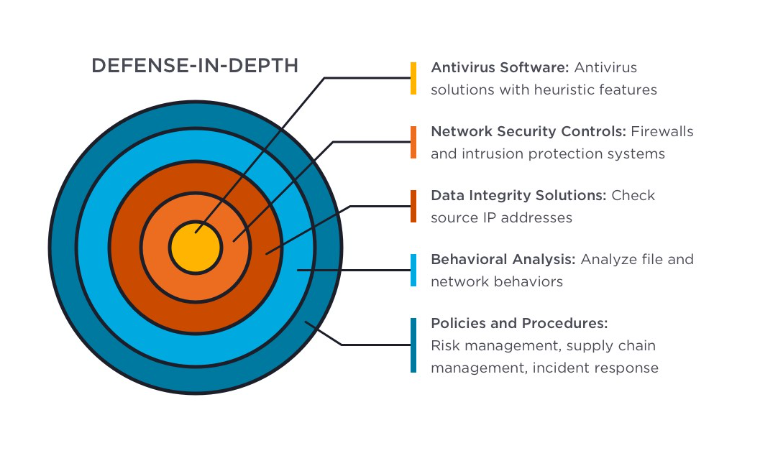 DEFENSE-IN-DEPTH
Antivirus Software: Antivirus
solutions with heuristic features
Network Security Controls: Firewalls
and intrusion protection systems
Data Integrity Solutions: Check
source IP addresses
Behavioral Analysis: Analyze file and
network behaviors
Policies and Procedures:
Risk management, supply chain
management, incident response